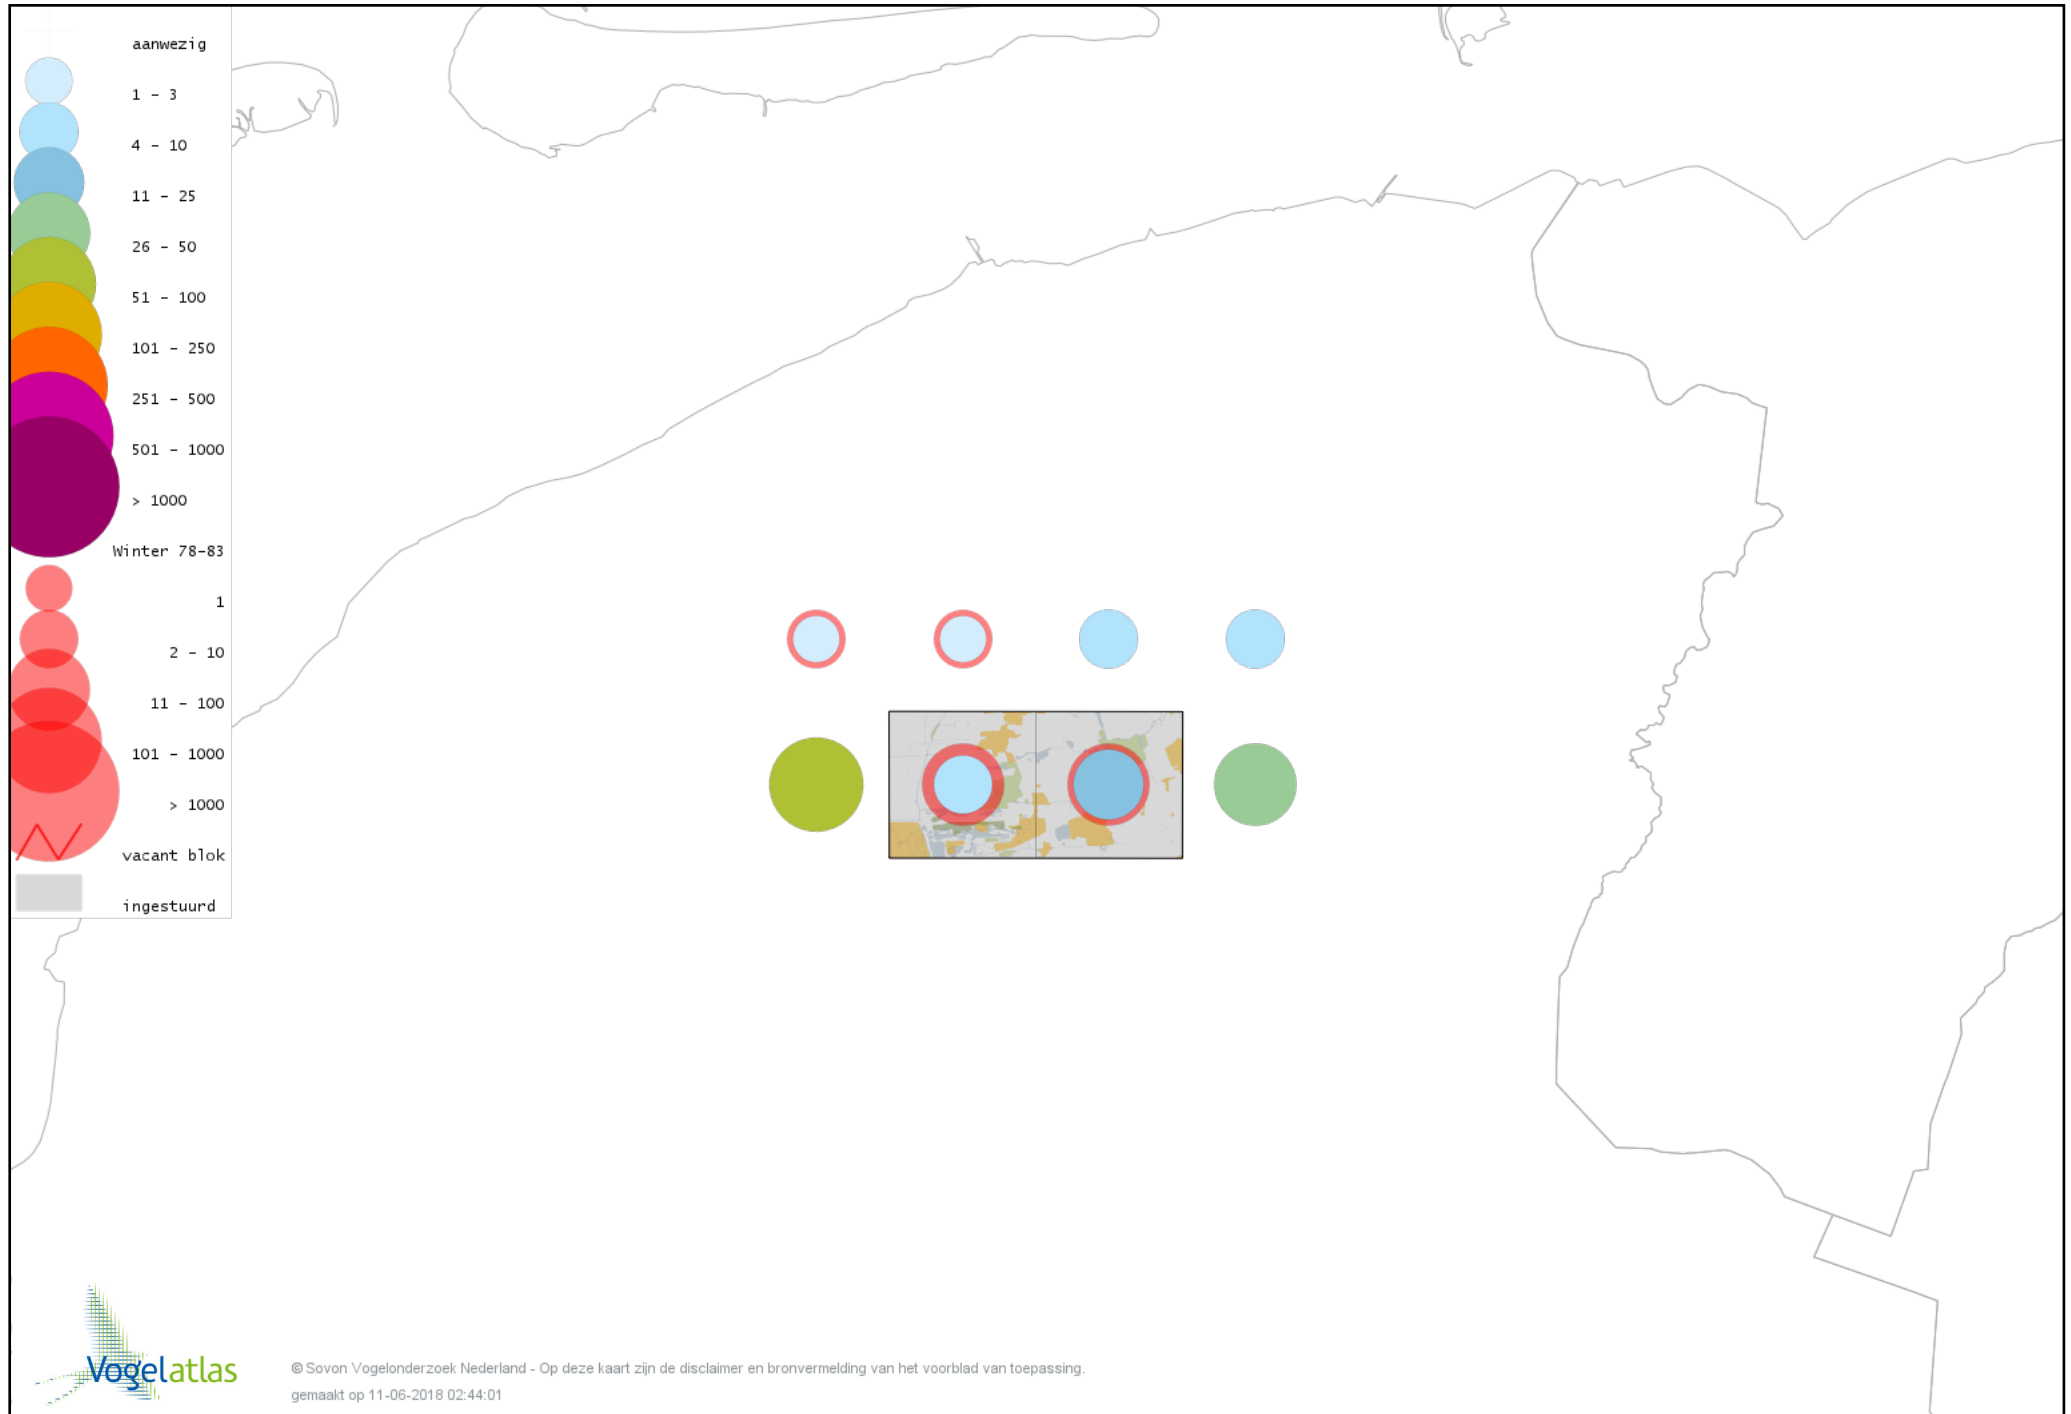 aanwezig
1 - 3
4 - 10
11 - 25
26 - 50
51 - 100
101 - 250
251 - 500
501 - 1000
> 1000
Winter 78-83
1
2 - 10
11 - 100
101 - 1000
> 1000
vacant blok
ingestuurd
Vogelatlas
© Sovon Vogelonderzoek Nederland - Op deze kaart zijn de disclaimer en bronvermelding van het voorblad van toepassing.
gemaakt op 11-06-2018 02:44:01